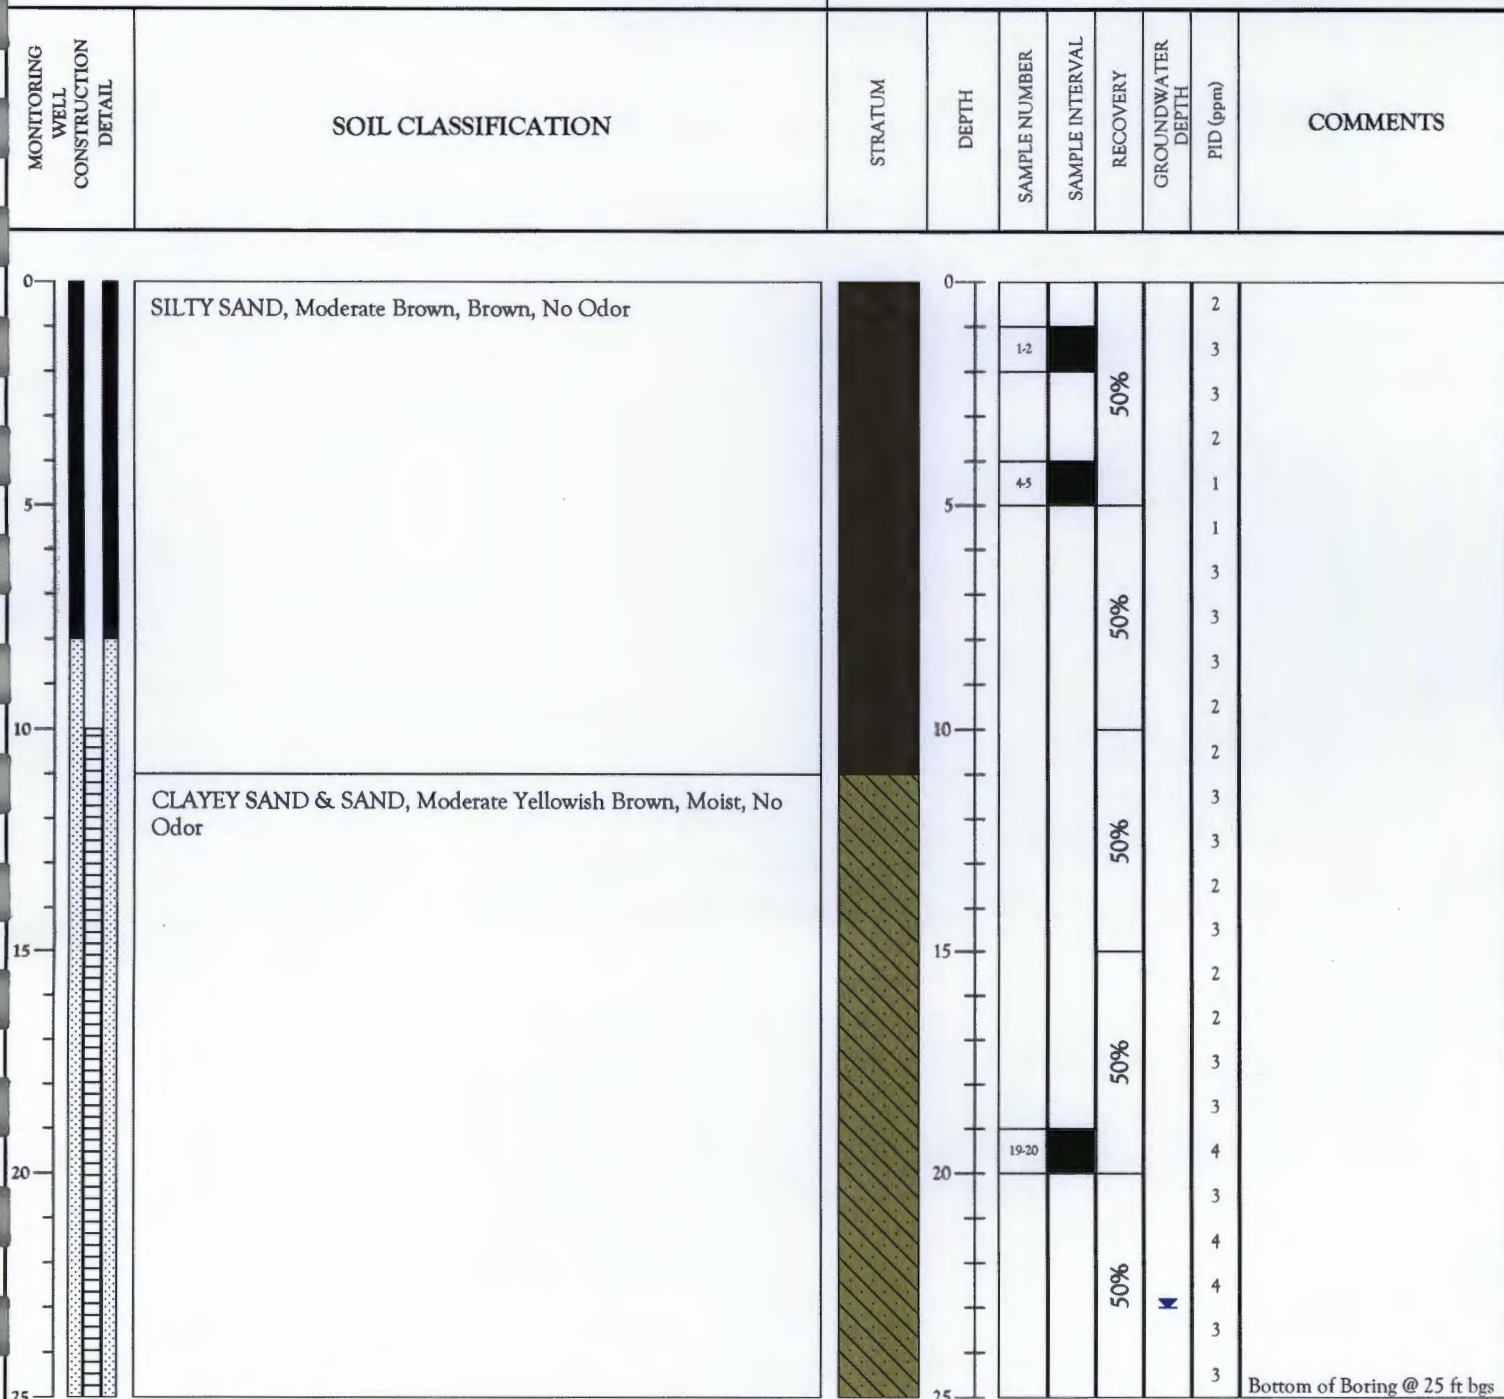 MONITORING
WELL
CONSTRUCTION
DETAIL
SOIL CLASSIFICATION
STRATUM
DEPTH
SAMPLE NUMBER
SAMPLE INTERVAL
RECOVERY
GROUNDWATER
DEPTH
PID (ppm)
COMMENTS
0
5
10
15
20
25
SILTY SAND, Moderate Brown, Brown, No Odor
CLAYEY SAND & SAND, Moderate Yellowish Brown, Moist, No
Odor
0
5
10
15
20
25
1-2
4-5
19-20
50%
50%
50%
50%
50%
2
3
3
2
1
1
3
3
3
2
2
3
3
2
3
2
2
3
3
4
3
4
4
3
3
Bottom of Boring @ 25 ft bgs